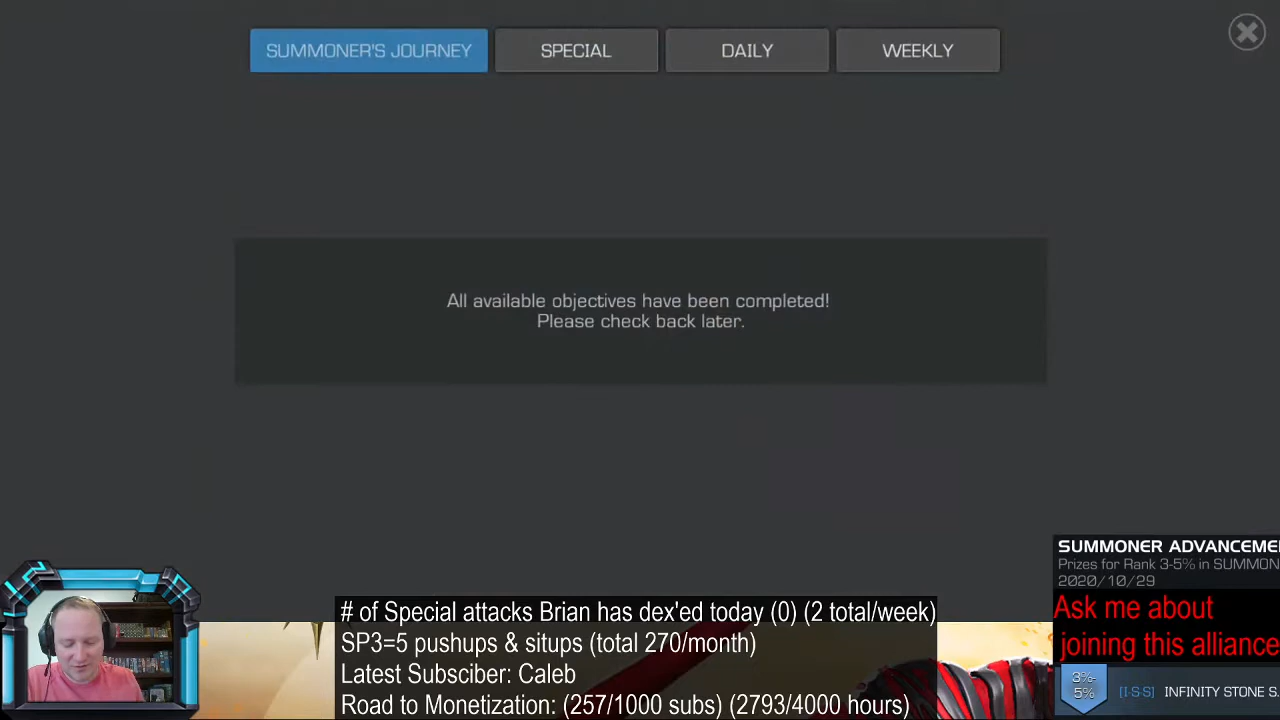 SUMMONER'S JOURNEY
SPECIAL
DAILY
WEEKLY
All available objectives have been completed!
Please check back later.
SUMMONER ADVANCEME
Prizes for Rank 3-5% in SUMMON
2020/10/29
Ask me about
joining this alliance
3%-
5%
[I-S-S] INFINITY STONE S
# of Special attacks Brian has dex'ed today (0) (2 total/week)
SP3=5 pushups & situps (total 270/month)
Latest Subsciber: Caleb
Road to Monetization: (257/1000 subs) (2793/4000 hours)